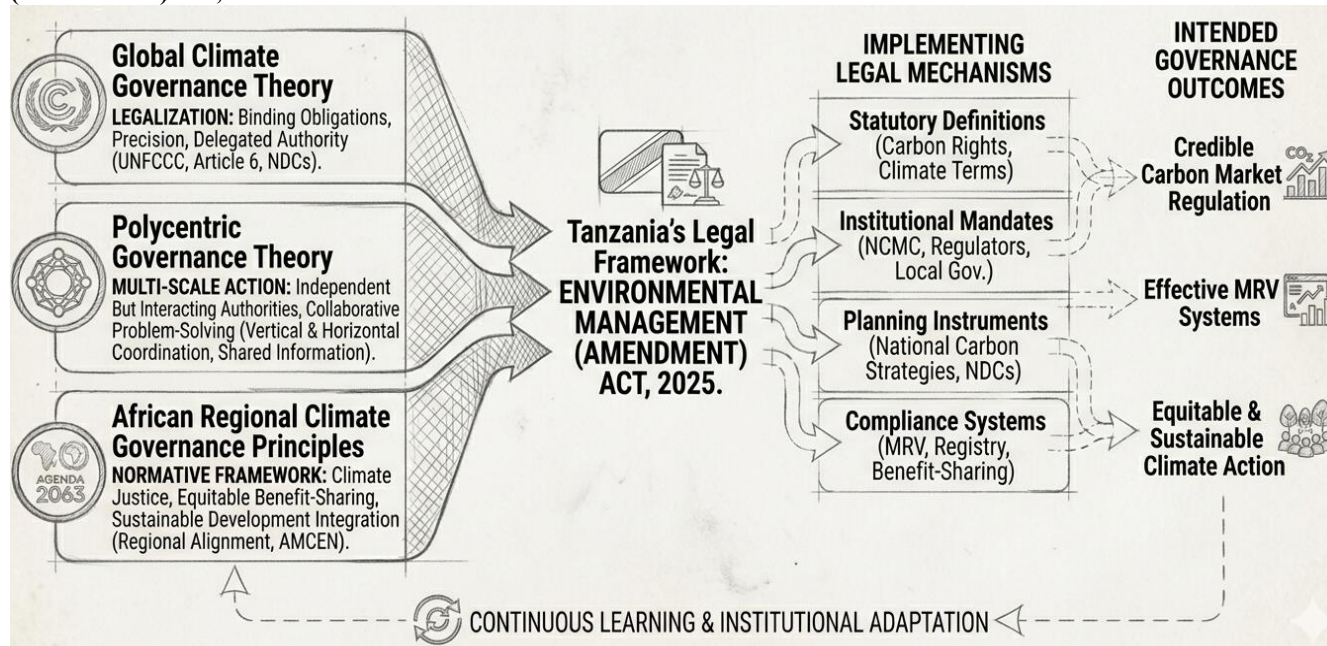 Global Climate
Governance Theory
LEGALIZATION: Binding Obligations,
Precision, Delegated Authority
(UNFCCC, Article 6, NDCs).
Polycentric
Governance Theory
MULTI-SCALE ACTION: Independent
But Interacting Authorities, Collaborative
Problem-Solving (Vertical & Horizontal
Coordination, Shared Information).
AGENDA
2063
African Regional Climate
Governance Principles
NORMATIVE FRAMEWORK: Climate
Justice, Equitable Benefit-Sharing,
Sustainable Development Integration
(Regional Alignment, AMCEN).
Tanzania's Legal
Framework:
ENVIRONMENTAL
MANAGEMENT
(AMENDMENT)
ACT, 2025.
IMPLEMENTING
LEGAL MECHANISMS
Statutory Definitions
(Carbon Rights,
Climate Terms)
Institutional Mandates
(NCMC, Regulators,
Local Gov.)
Planning Instruments
(National Carbon
Strategies, NDCs)
Compliance Systems
(MRV, Registry,
Benefit-Sharing)
INTENDED
GOVERNANCE
OUTCOMES
Credible
Carbon Market
Regulation
CO₂
Effective MRV
Systems
Equitable &
Sustainable
Climate Action
CONTINUOUS LEARNING & INSTITUTIONAL ADAPTATION